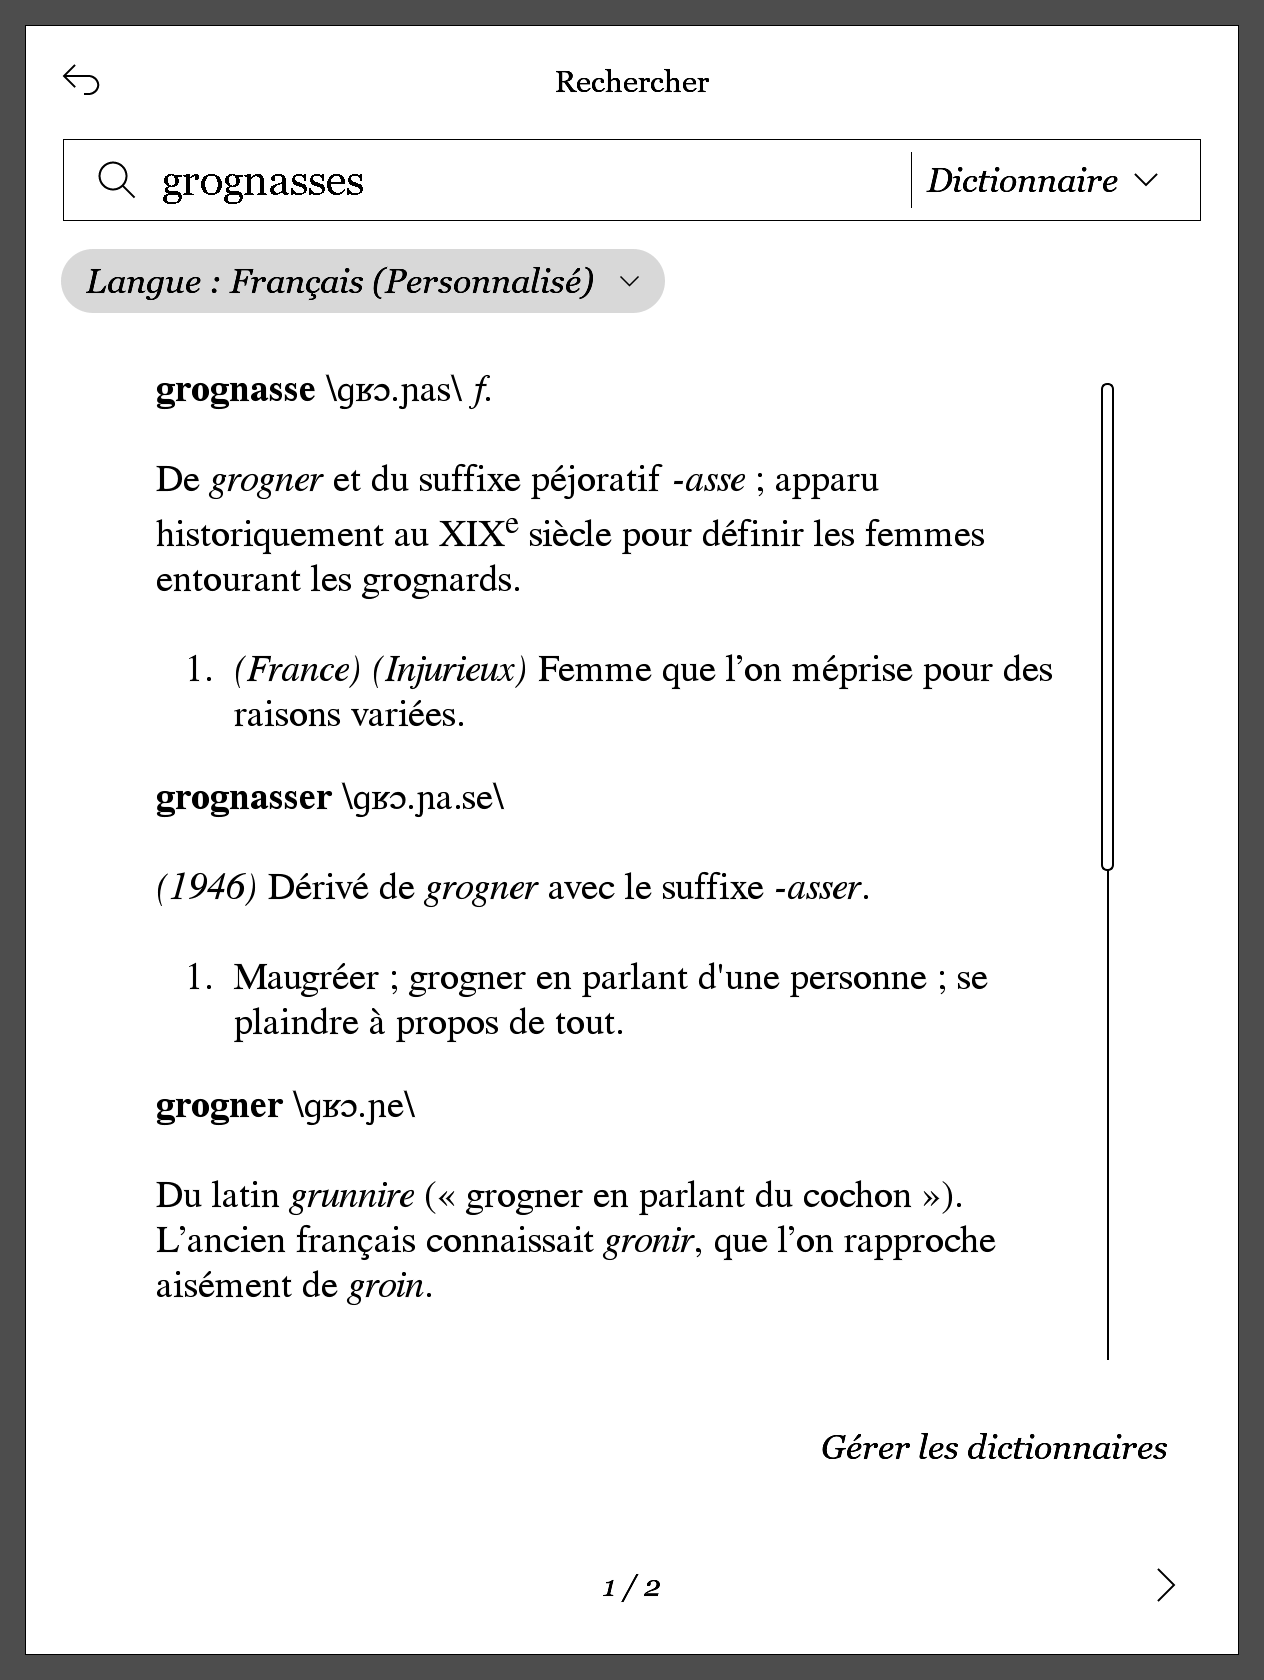 Rechercher
grognasses
Dictionnaire
Langue : Français (Personnalisé)
grognasse \ɡʁɔ.ɲas\ f.
De grogner et du suffixe péjoratif -asse ; apparu
historiquement au XIXe siècle pour définir les femmes
entourant les grognards.
1. (France) (Injurieux) Femme que l’on méprise pour des
raisons variées.
grognasser \ɡʁɔ.ɲa.se\
(1946) Dérivé de grogner avec le suffixe -asser.
1. Maugréer ; grogner en parlant d'une personne ; se
plaindre à propos de tout.
grogner \ɡʁɔ.ɲe\
Du latin grunnire (« grogner en parlant du cochon »).
L’ancien français connaissait gronir, que l’on rapproche
aisément de groin.
Gérer les dictionnaires
1 / 2